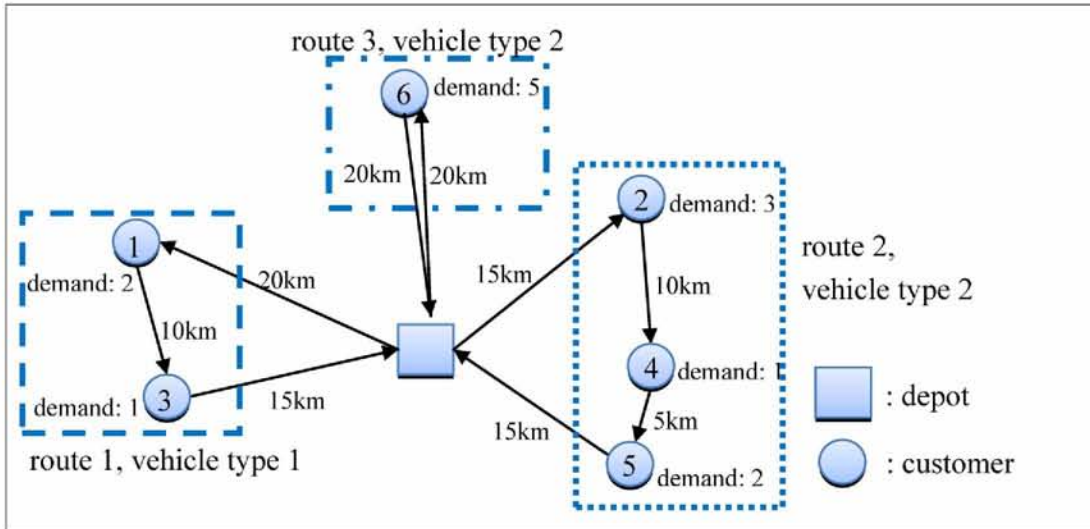 route 3, vehicle type 2
6
demand: 5
20km
20km
2
demand: 3
route 2,
vehicle type 2
1
demand: 2
20km
15km
10km
10km
4
demand: 1
3
demand: 1
15km
15km
5km
5
demand: 2
: depot
: customer
route 1, vehicle type 1